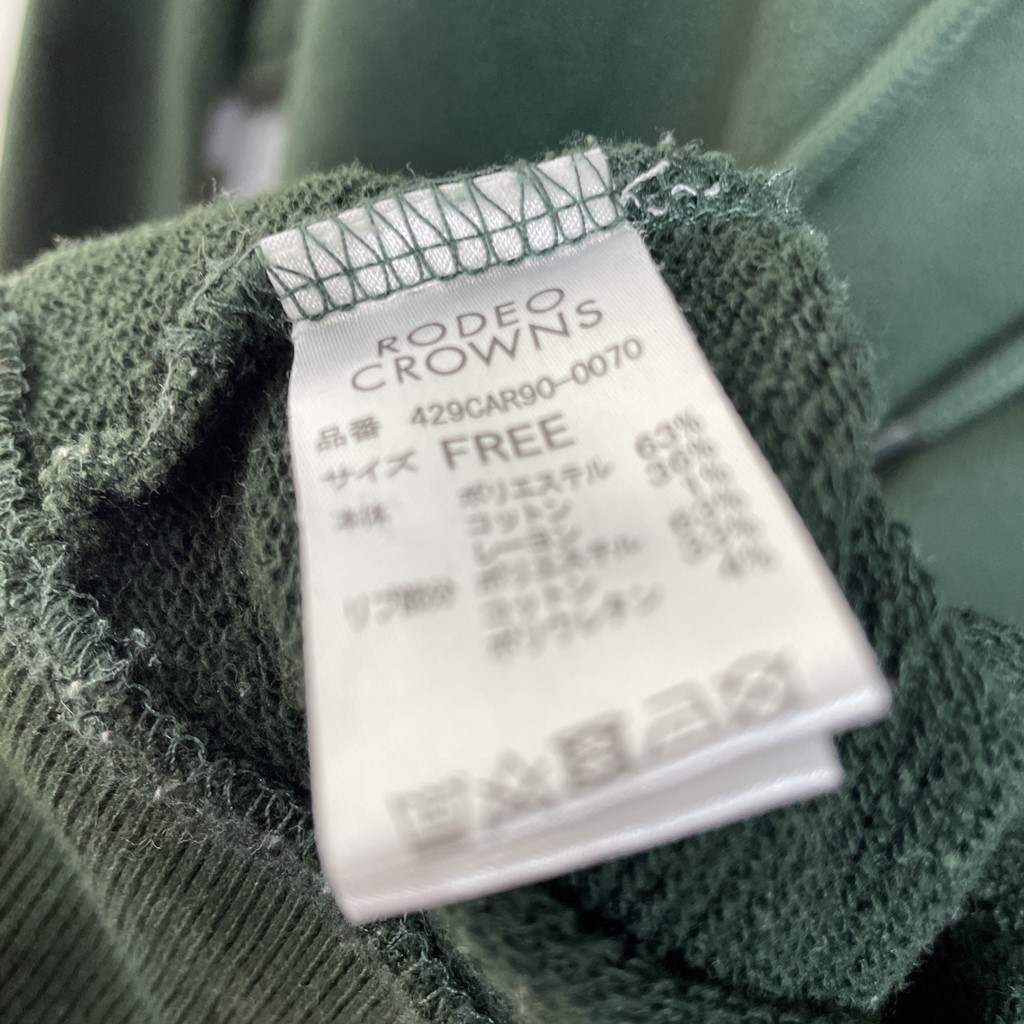 RODEO
CROWNS
品番 429CAR90-0070
サイズ FREE
本体 ポリエステル 63%
コットン 36%
レーヨン 1%
リブ部分 ポリエステル 63%
コットン 33%
ポリウレタン 4%